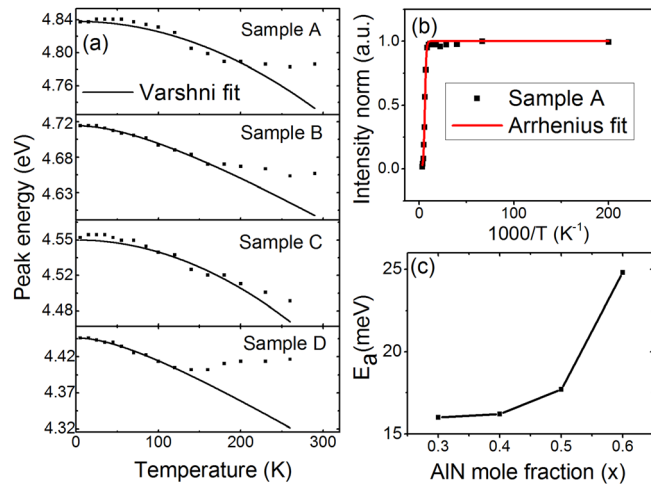 (a)
Sample A
Varshni fit
4.84
4.80
4.76
Sample B
4.72
4.66
4.63
Sample C
4.55
4.52
4.48
Sample D
4.42
4.37
4.32
0 100 200 300
Peak energy (eV)
Temperature (K)
(b)
1.0
0.5
0.0
Sample A
Arrhenius fit
0 100 200
Intensity norm (a.u.)
1000/T (K⁻¹)
(c)
25
20
15
0.3 0.4 0.5 0.6
Eₐ(meV)
AlN mole fraction (x)